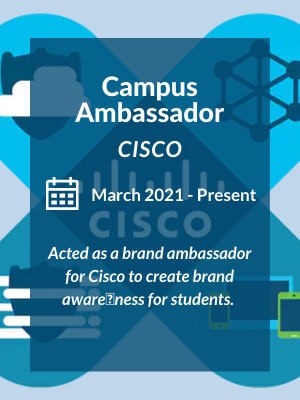 Campus
Ambassador
CISCO
March 2021 - Present
CISCO
Acted as a brand ambassador
for Cisco to create brand
aware▯ness for students.